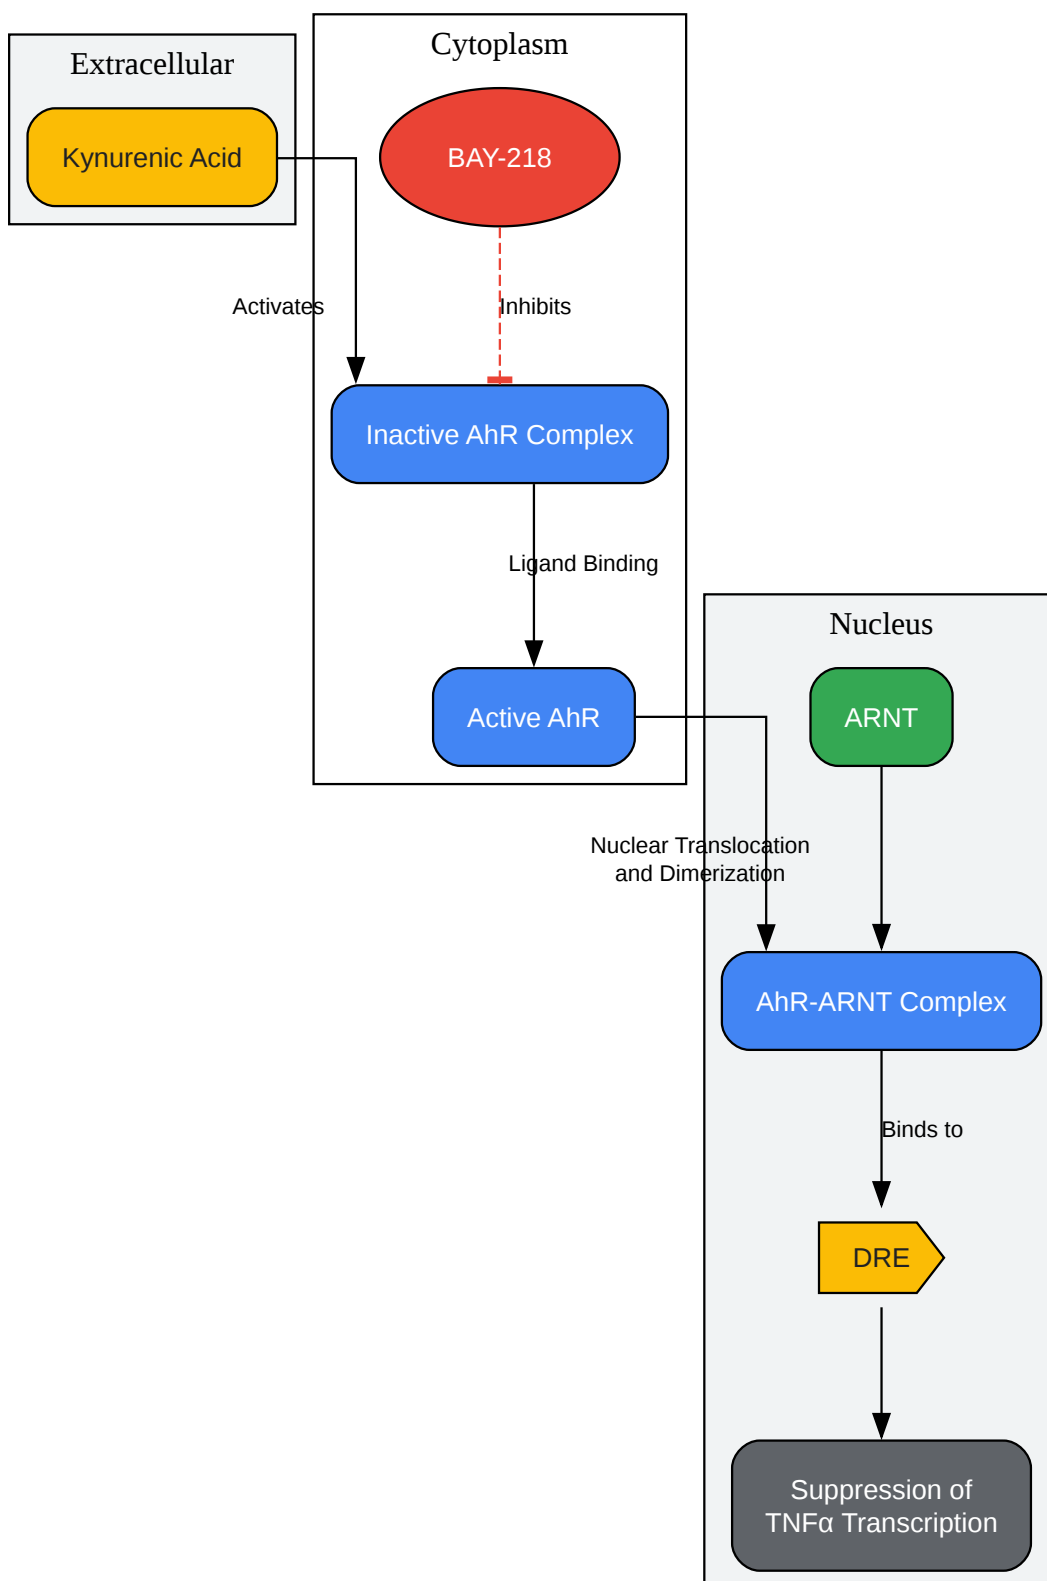 Extracellular
Cytoplasm
Kynurenic Acid
BAY-218
Activates
Inhibits
Inactive AhR Complex
Ligand Binding
Nucleus
Active AhR
ARNT
Nuclear Translocation
and Dimerization
AhR-ARNT Complex
Binds to
DRE
Suppression of
TNFα Transcription